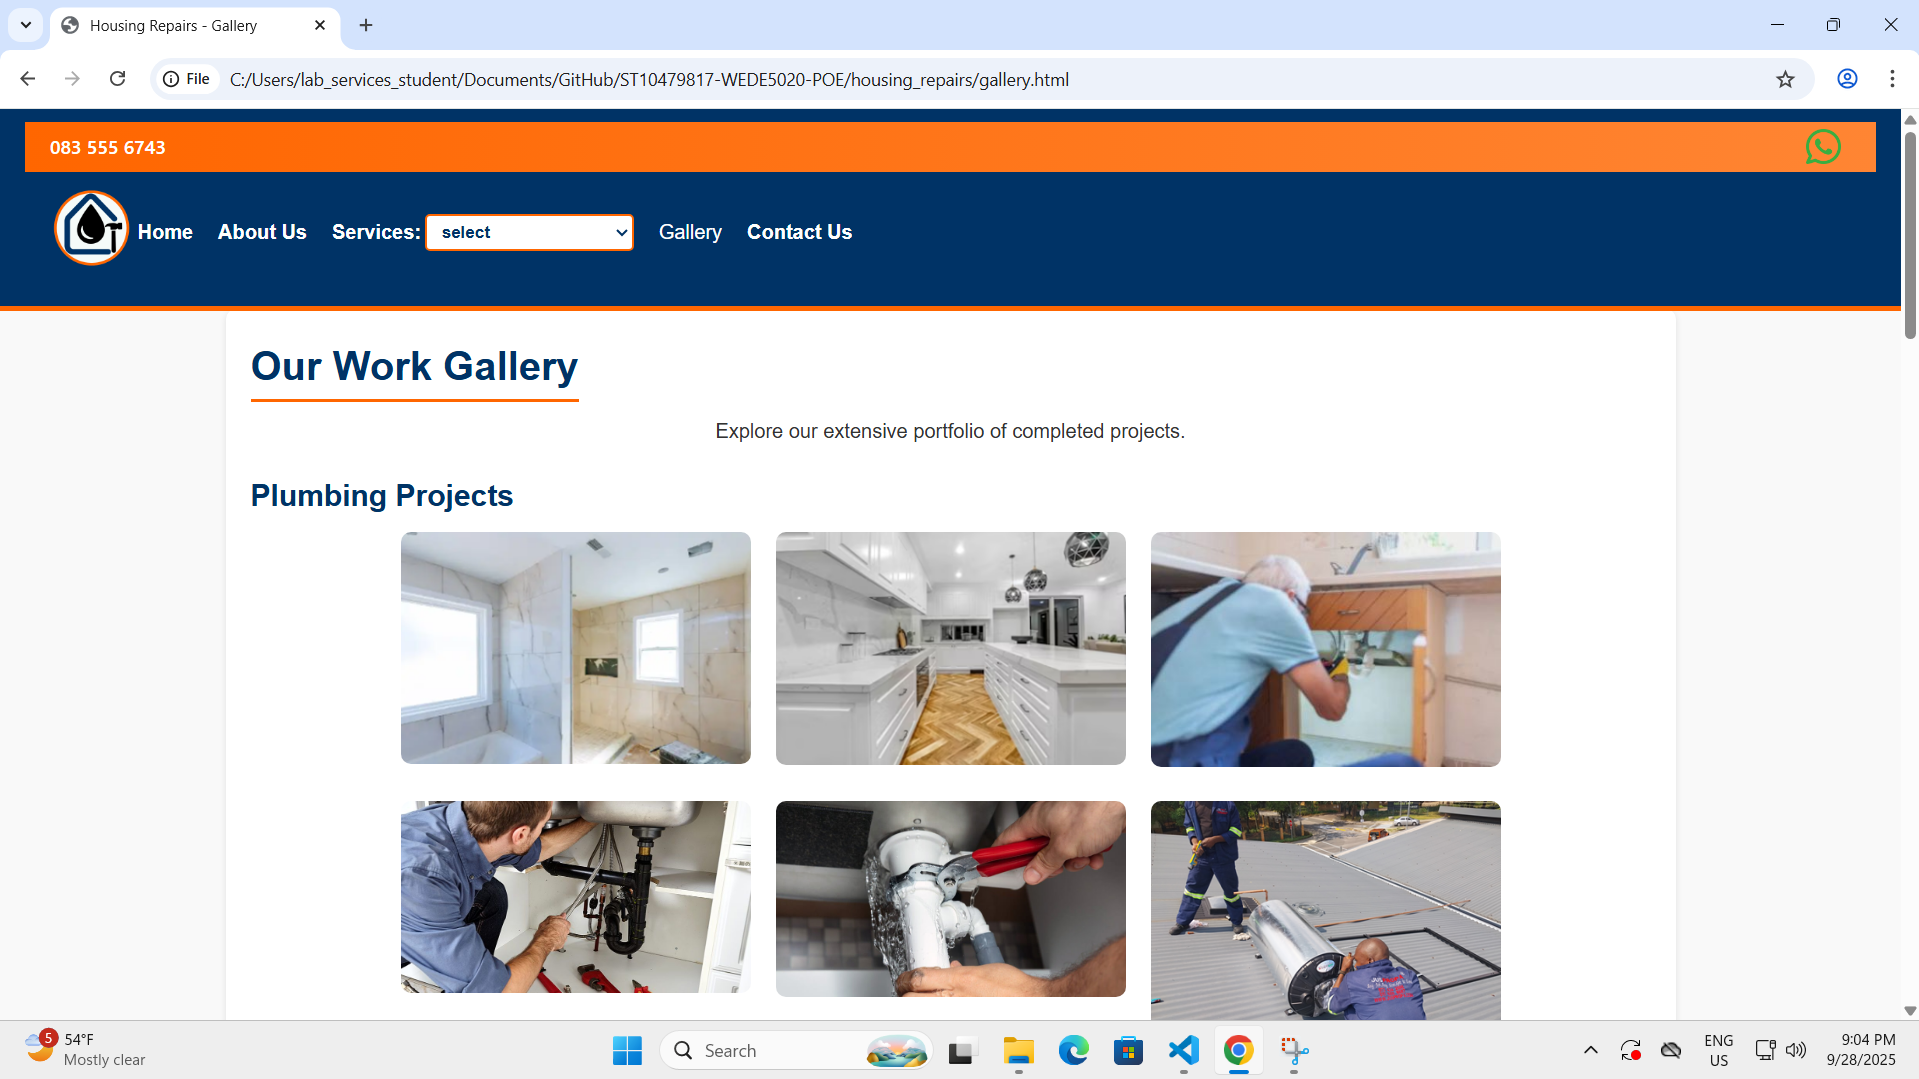 Housing Repairs - Gallery
File
C:/Users/lab_services_student/Documents/GitHub/ST10479817-WEDE5020-POE/housing_repairs/gallery.html
083 555 6743
Home About Us Services: select Gallery Contact Us
Our Work Gallery
Explore our extensive portfolio of completed projects.
Plumbing Projects
5
54°F
Mostly clear
Search
ENG
US
9:04 PM
9/28/2025